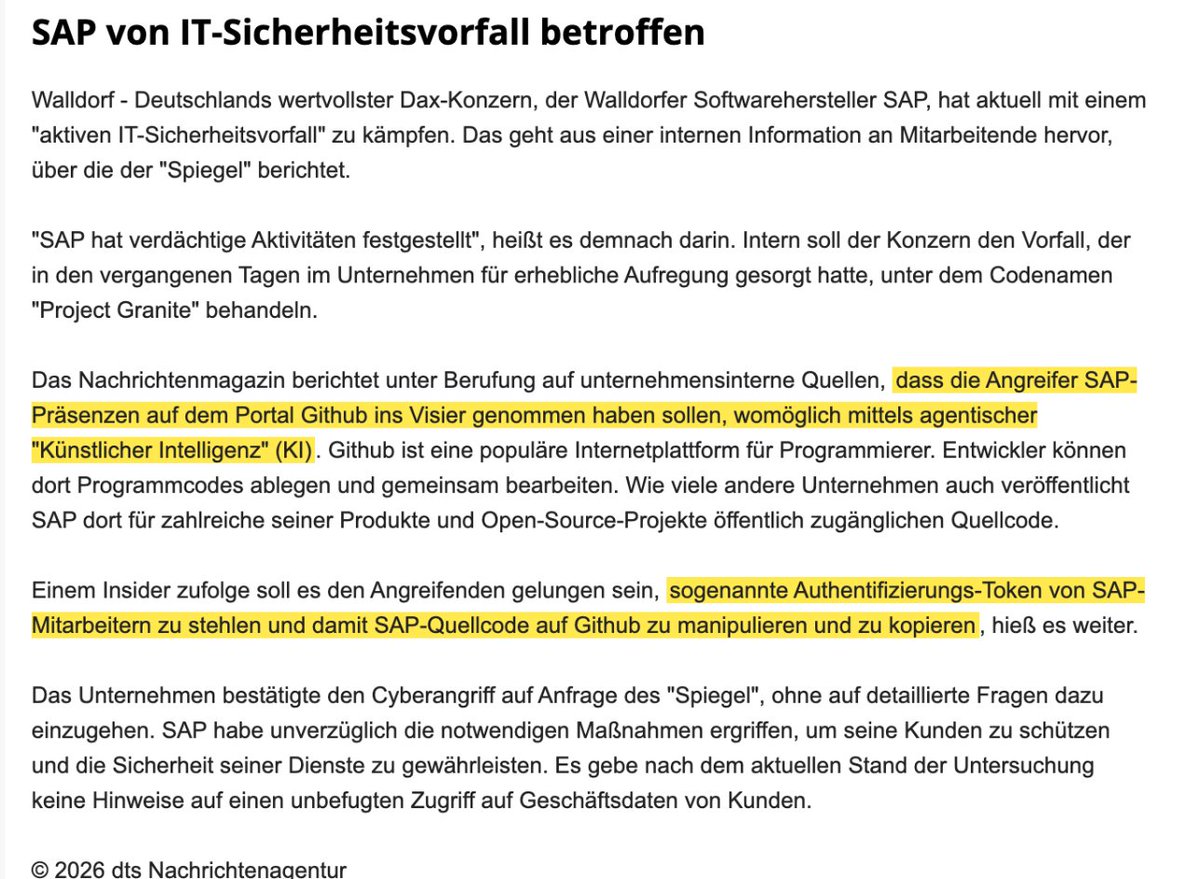 SAP von IT-Sicherheitsvorfall betroffen
Walldorf - Deutschlands wertvollster Dax-Konzern, der Walldorfer Softwarehersteller SAP, hat aktuell mit einem
"aktiven IT-Sicherheitsvorfall" zu kämpfen. Das geht aus einer internen Information an Mitarbeitende hervor,
über die der "Spiegel" berichtet.
"SAP hat verdächtige Aktivitäten festgestellt", heißt es demnach darin. Intern soll der Konzern den Vorfall, der
in den vergangenen Tagen im Unternehmen für erhebliche Aufregung gesorgt hatte, unter dem Codenamen
"Project Granite" behandeln.
Das Nachrichtenmagazin berichtet unter Berufung auf unternehmensinterne Quellen, dass die Angreifer SAP-
Präsenzen auf dem Portal Github ins Visier genommen haben sollen, womöglich mittels agentischer
"Künstlicher Intelligenz" (KI). Github ist eine populäre Internetplattform für Programmierer. Entwickler können
dort Programmcodes ablegen und gemeinsam bearbeiten. Wie viele andere Unternehmen auch veröffentlicht
SAP dort für zahlreiche seiner Produkte und Open-Source-Projekte öffentlich zugänglichen Quellcode.
Einem Insider zufolge soll es den Angreifenden gelungen sein, sogenannte Authentifizierungs-Token von SAP-
Mitarbeitern zu stehlen und damit SAP-Quellcode auf Github zu manipulieren und zu kopieren, hieß es weiter.
Das Unternehmen bestätigte den Cyberangriff auf Anfrage des "Spiegel", ohne auf detaillierte Fragen dazu
einzugehen. SAP habe unverzüglich die notwendigen Maßnahmen ergriffen, um seine Kunden zu schützen
und die Sicherheit seiner Dienste zu gewährleisten. Es gebe nach dem aktuellen Stand der Untersuchung
keine Hinweise auf einen unbefugten Zugriff auf Geschäftsdaten von Kunden.
© 2026 dts Nachrichtenagentur